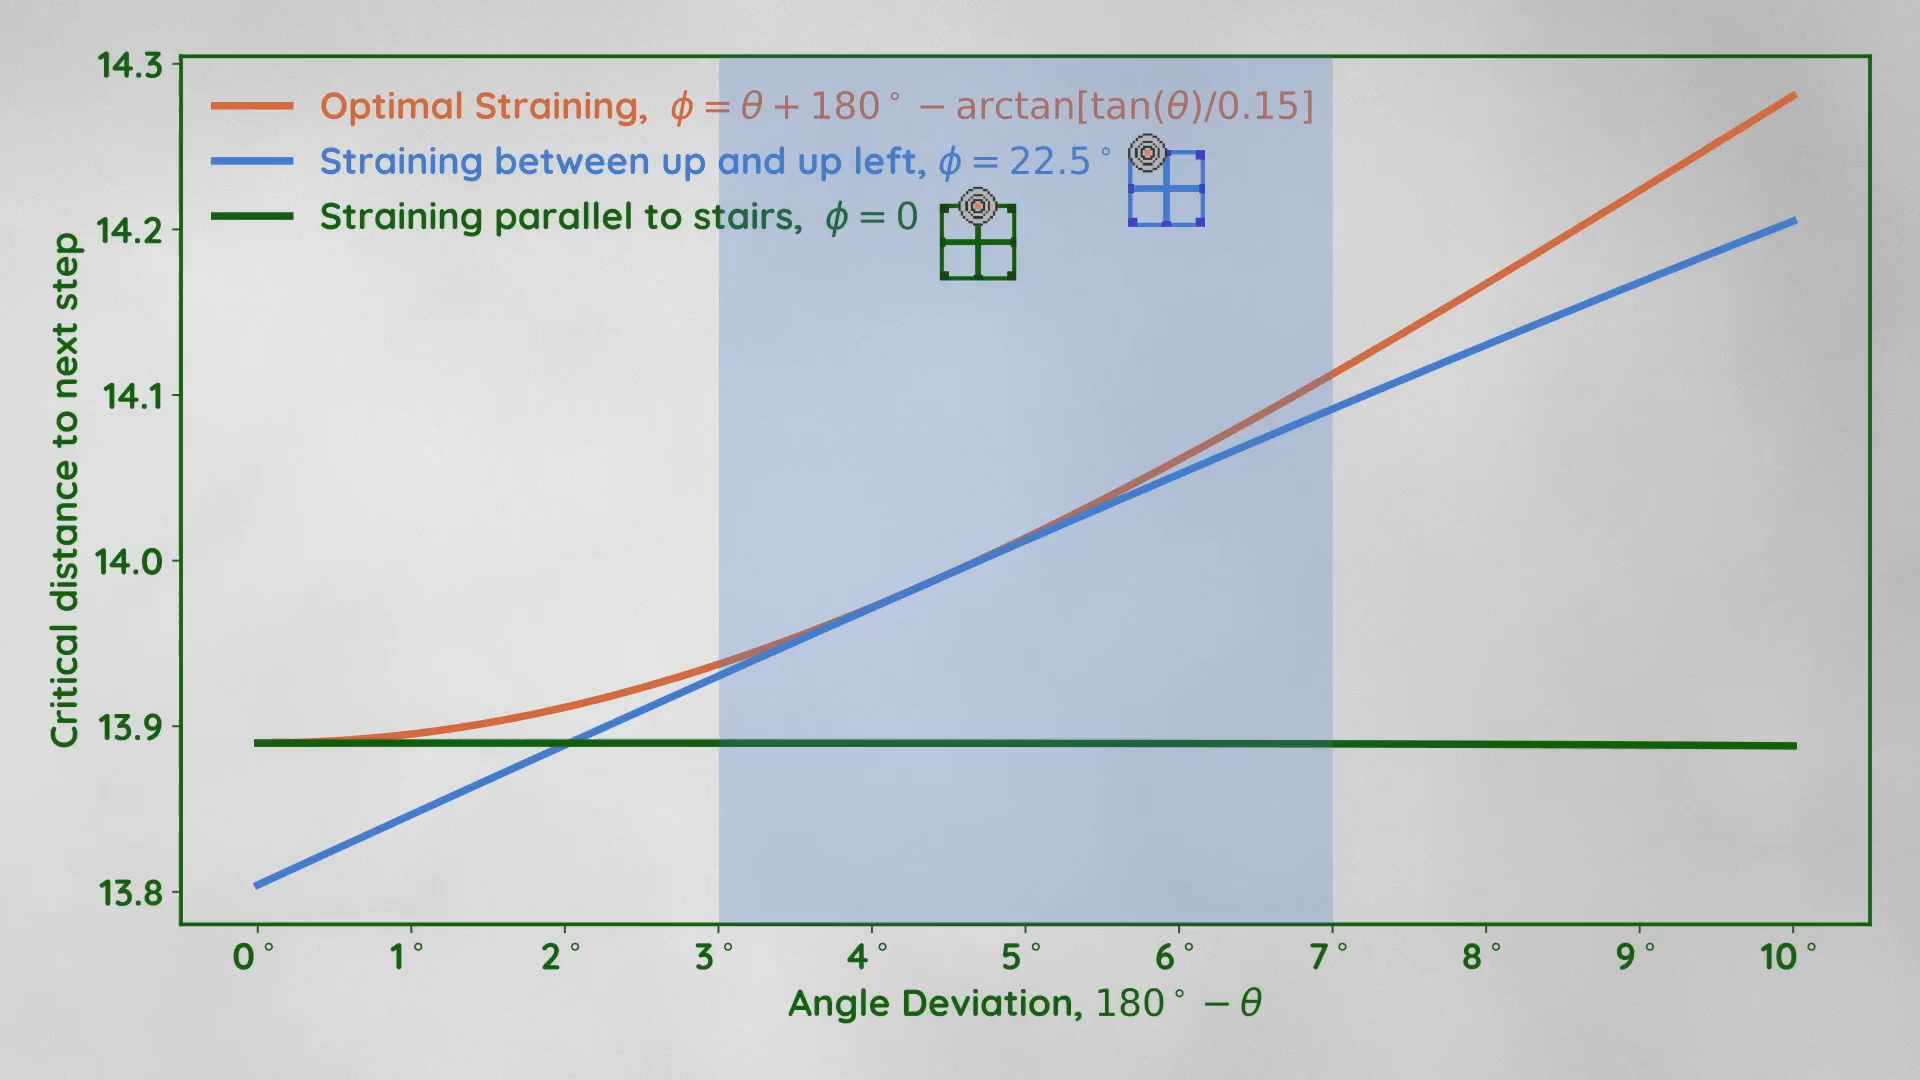 14.3
14.2
14.1
14.0
13.9
13.8
Critical distance to next step
Optimal Straining, ϕ = θ + 180° − arctan[tan(θ)/0.15]
Straining between up and up left, ϕ = 22.5°
Straining parallel to stairs, ϕ = 0
0° 1° 2° 3° 4° 5° 6° 7° 8° 9° 10°
Angle Deviation, 180° − θ